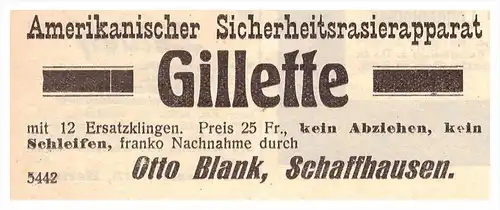 Amerikanischer Sicherheitsrasierapparat
Gillette
mit 12 Ersatzklingen. Preis 25 Fr., kein Abziehen, kein
Schleifen, franko Nachnahme durch
5442 Otto Blank, Schaffhausen.